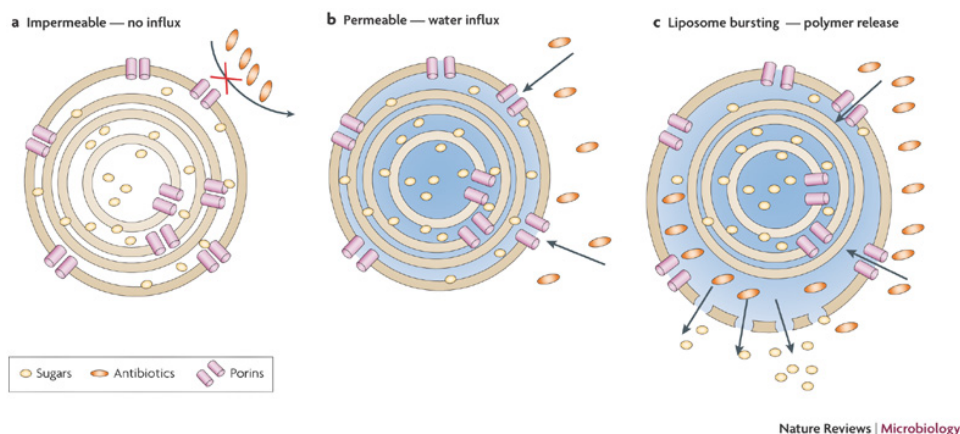 a Impermeable — no influx
b Permeable — water influx
c Liposome bursting — polymer release
Sugars
Antibiotics
Porins
Nature Reviews | Microbiology